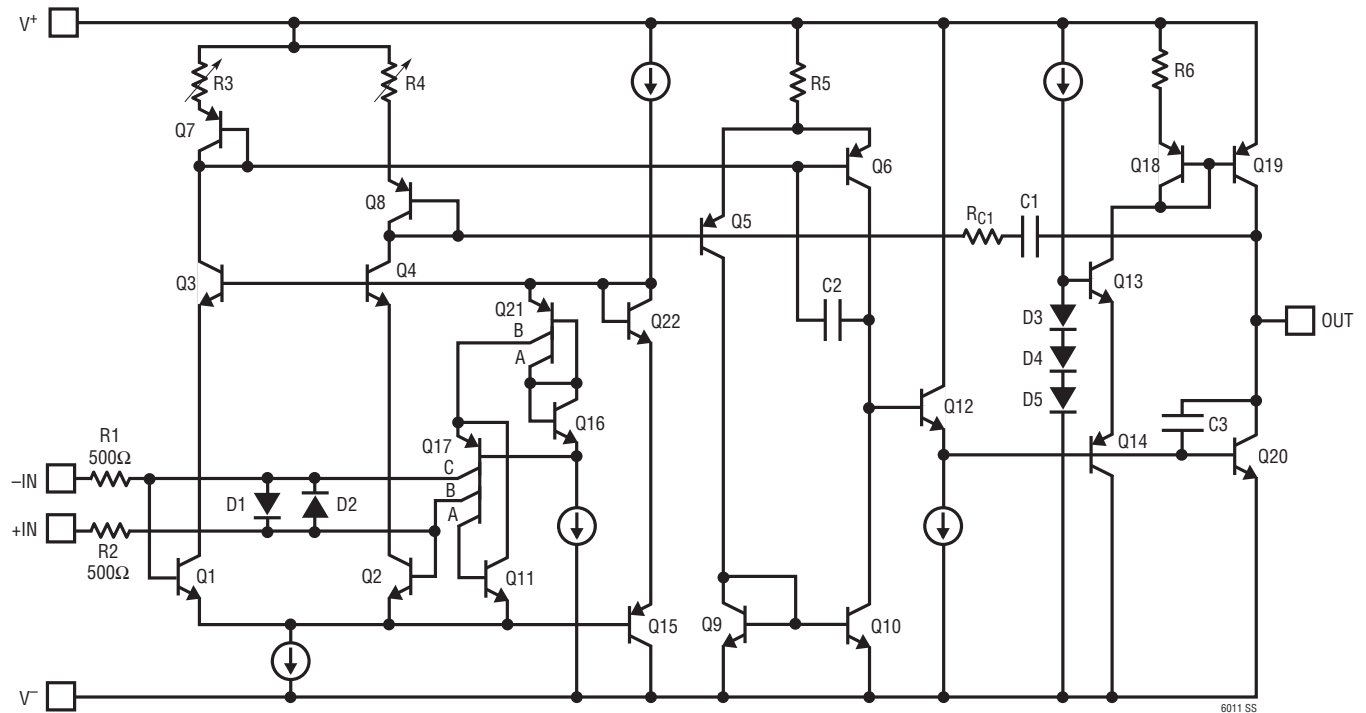 V+
R3
R4
R5
R6
Q7
Q6
Q18
Q19
Q8
Q5
RC1
C1
Q3
Q4
Q21
B
A
Q22
C2
Q13
D3
D4
D5
OUT
Q16
Q12
Q17
C
B
A
Q14
C3
Q20
R1
500Ω
–IN
D1
D2
+IN
R2
500Ω
Q1
Q2
Q11
Q15
Q9
Q10
V–
6011 SS